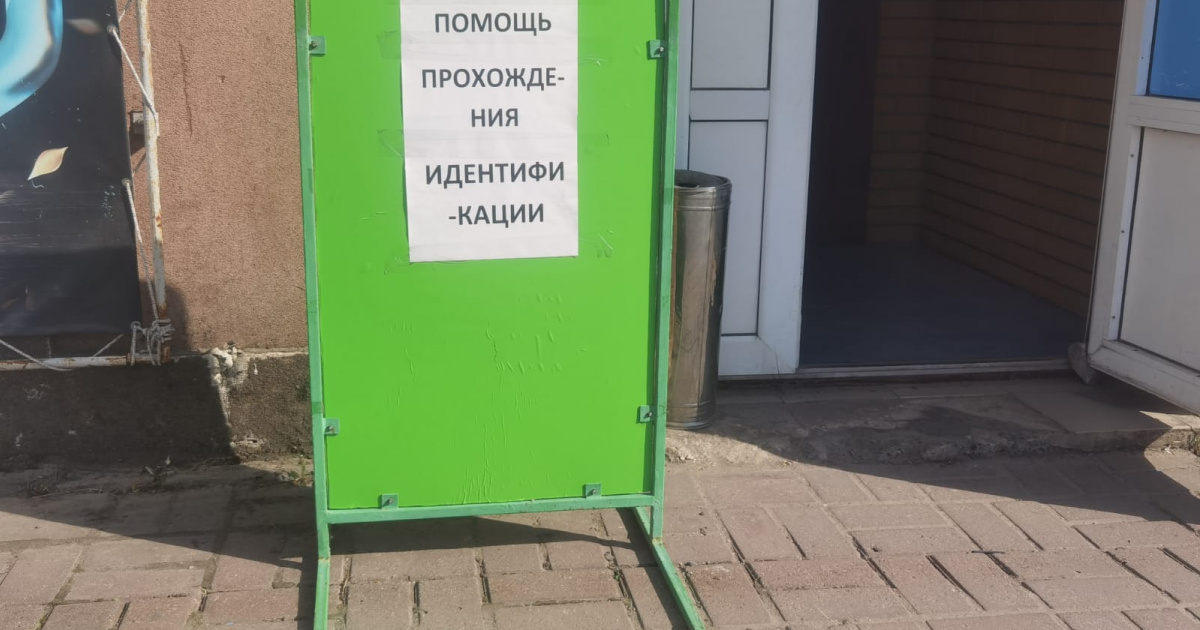 ПОМОЩЬ
ПРОХОЖДЕ-
НИЯ
ИДЕНТИФИ
-КАЦИИ